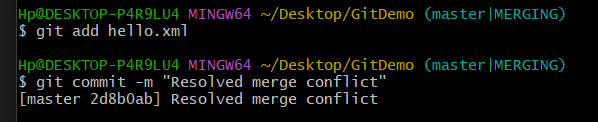 Hp@DESKTOP-P4R9LU4 MINGW64 ~/Desktop/GitDemo (master|MERGING)
$ git add hello.xml
Hp@DESKTOP-P4R9LU4 MINGW64 ~/Desktop/GitDemo (master|MERGING)
$ git commit -m "Resolved merge conflict"
[master 2d8b0ab] Resolved merge conflict